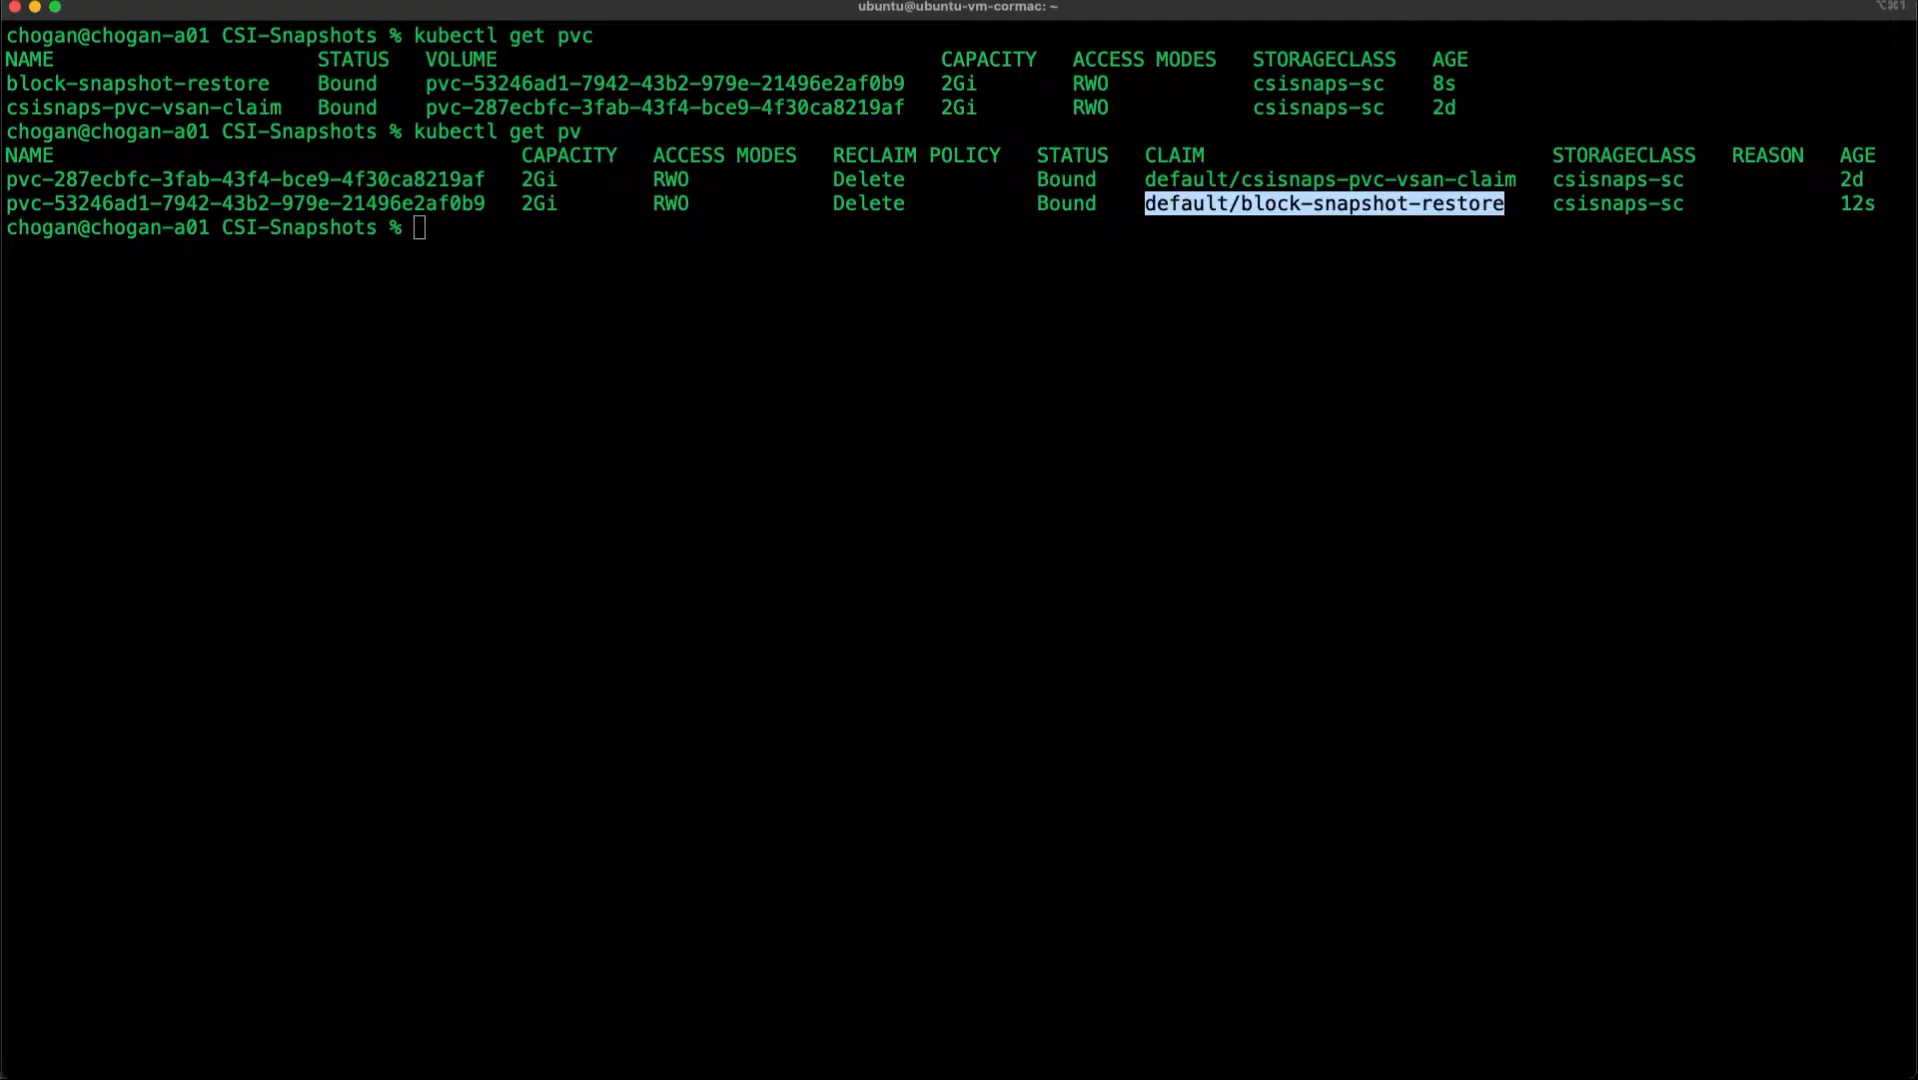 ubuntu@ubuntu-vm-cormac: ~
⌥⌘1
chogan@chogan-a01 CSI-Snapshots % kubectl get pvc
NAME STATUS VOLUME CAPACITY ACCESS MODES STORAGECLASS AGE
block-snapshot-restore Bound pvc-53246ad1-7942-43b2-979e-21496e2af0b9 2Gi RWO csisnaps-sc 8s
csisnaps-pvc-vsan-claim Bound pvc-287ecbfc-3fab-43f4-bce9-4f30ca8219af 2Gi RWO csisnaps-sc 2d
chogan@chogan-a01 CSI-Snapshots % kubectl get pv
NAME CAPACITY ACCESS MODES RECLAIM POLICY STATUS CLAIM STORAGECLASS REASON AGE
pvc-287ecbfc-3fab-43f4-bce9-4f30ca8219af 2Gi RWO Delete Bound default/csisnaps-pvc-vsan-claim csisnaps-sc 2d
pvc-53246ad1-7942-43b2-979e-21496e2af0b9 2Gi RWO Delete Bound default/block-snapshot-restore csisnaps-sc 12s
chogan@chogan-a01 CSI-Snapshots %